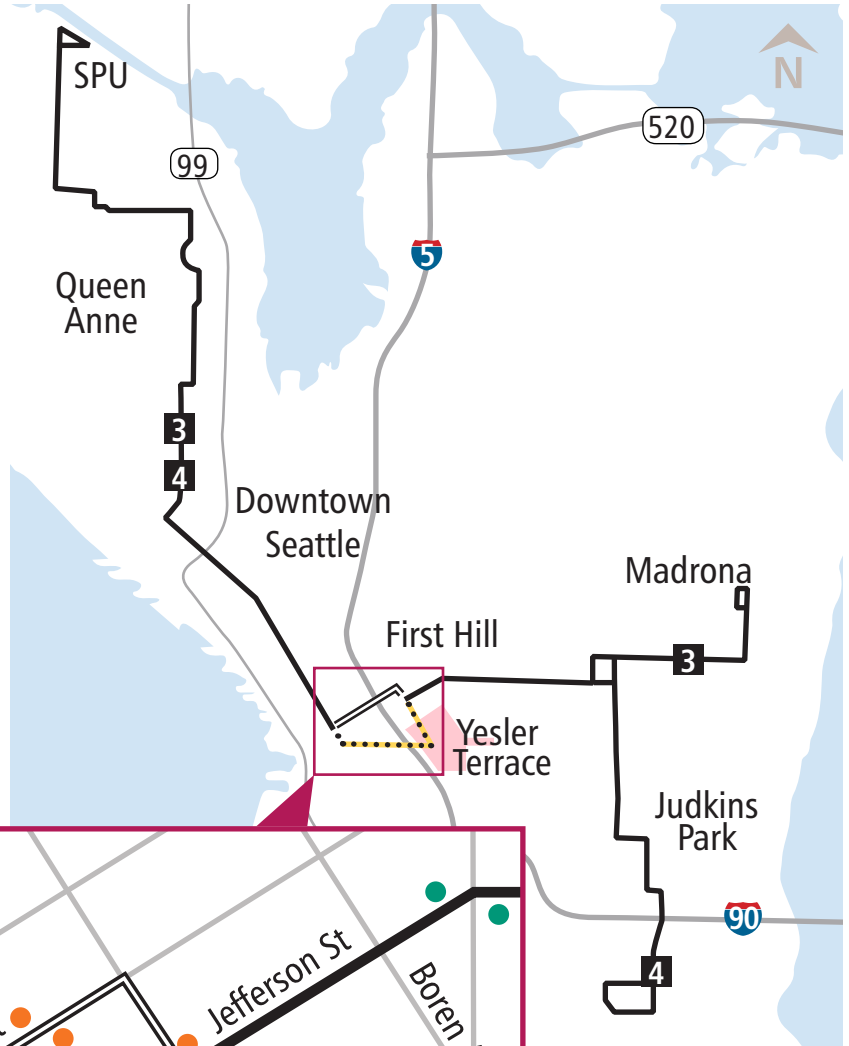 SPU
N
520
99
5
Queen
Anne
3
4
Downtown
Seattle
Madrona
First Hill
3
Yesler
Terrace
Judkins
Park
90
4
Jefferson St
Boren